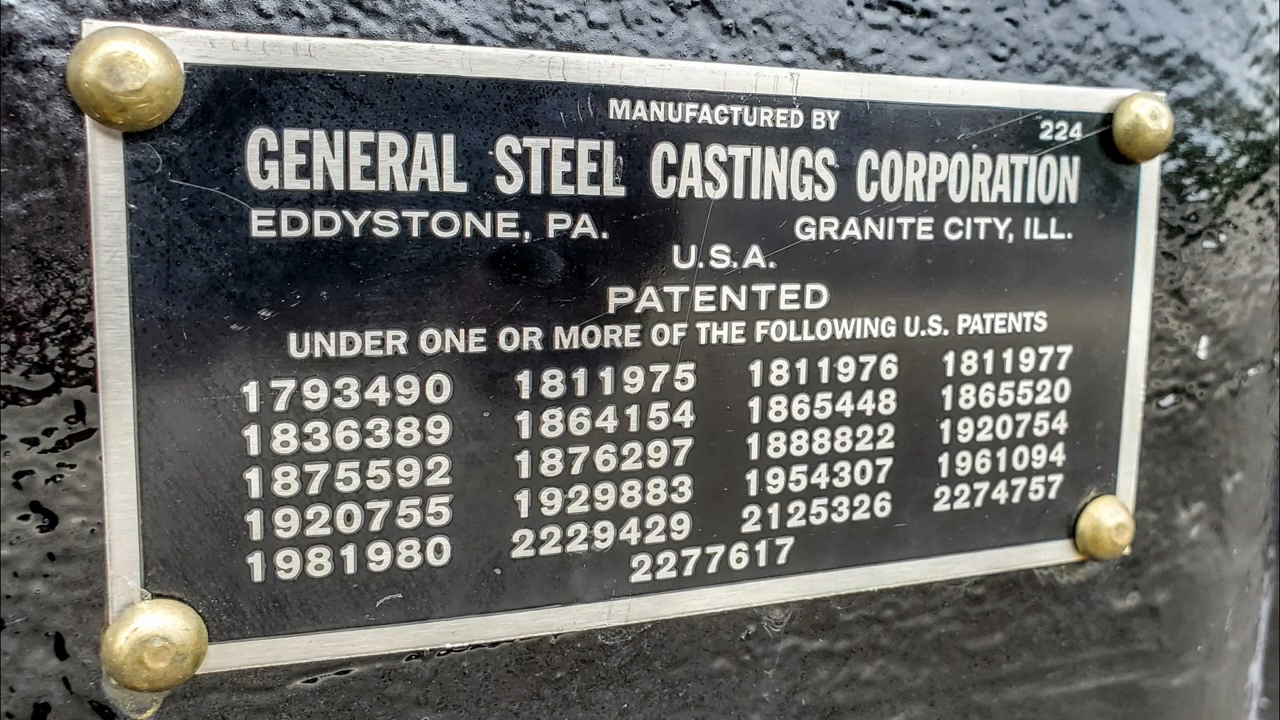 MANUFACTURED BY
224
GENERAL STEEL CASTINGS CORPORATION
EDDYSTONE, PA. GRANITE CITY, ILL.
U.S.A.
PATENTED
UNDER ONE OR MORE OF THE FOLLOWING U.S. PATENTS
1793490 1811975 1811976 1811977
1836389 1864154 1865448 1865520
1875592 1876297 1888822 1920754
1920755 1929883 1954307 1961094
1981980 2229429 2125326 2274757
2277617